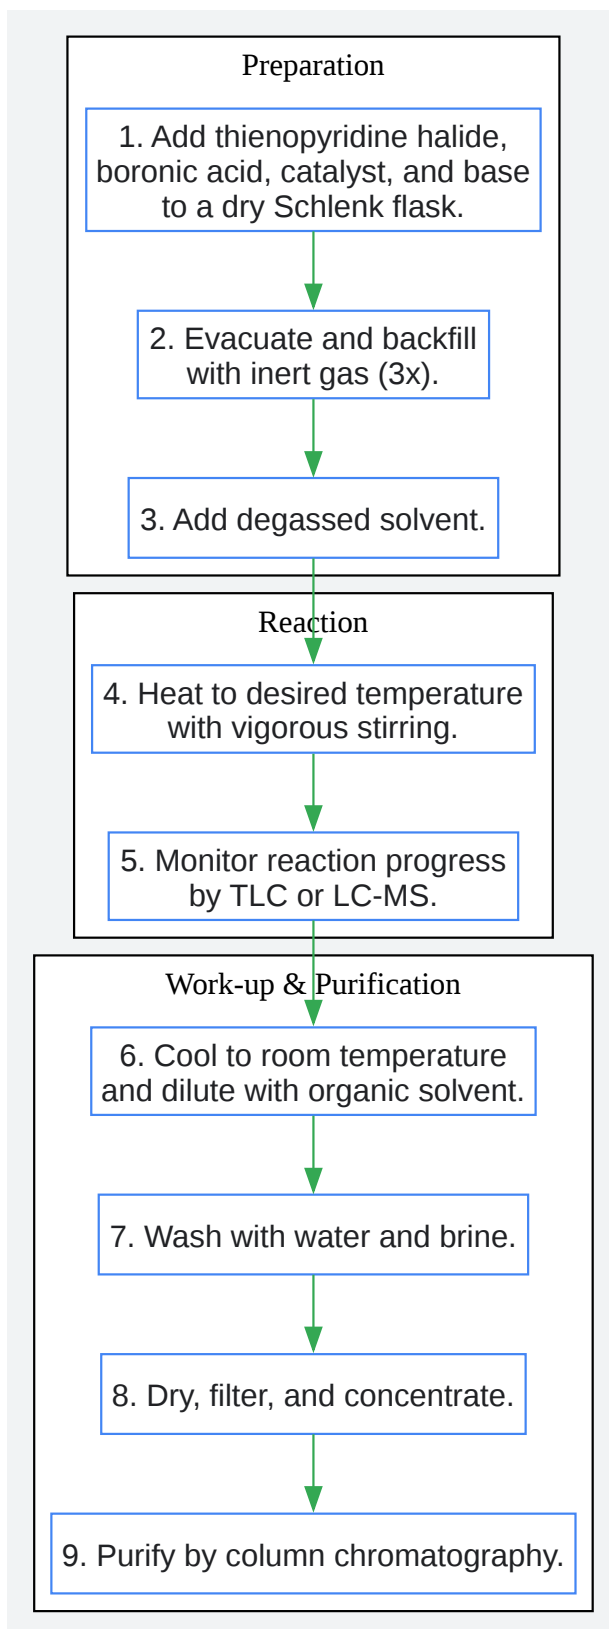 Preparation
1. Add thienopyridine halide,
boronic acid, catalyst, and base
to a dry Schlenk flask.
2. Evacuate and backfill
with inert gas (3x).
3. Add degassed solvent.
Reaction
4. Heat to desired temperature
with vigorous stirring.
5. Monitor reaction progress
by TLC or LC-MS.
Work-up & Purification
6. Cool to room temperature
and dilute with organic solvent.
7. Wash with water and brine.
8. Dry, filter, and concentrate.
9. Purify by column chromatography.